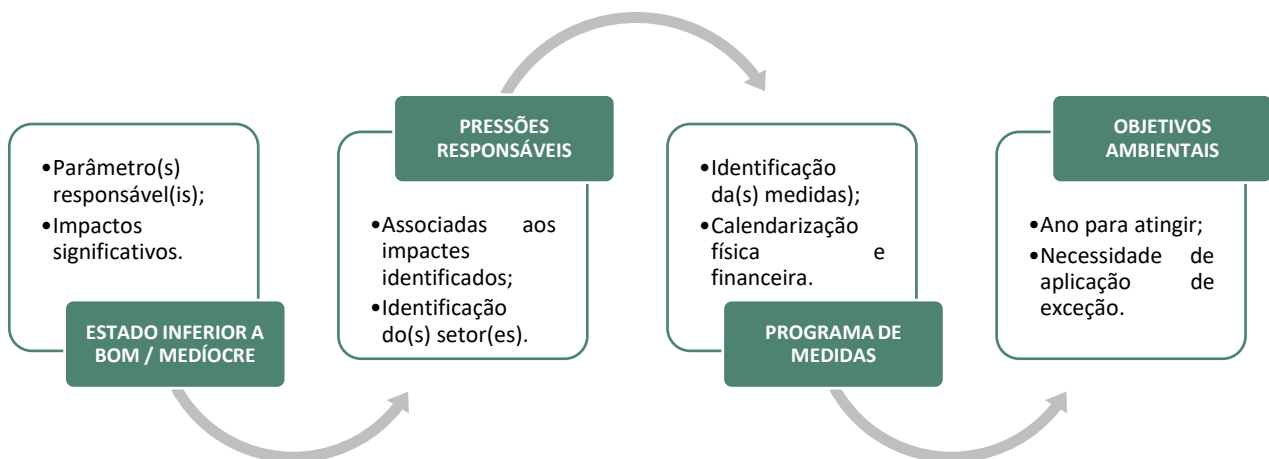 •Parâmetro(s)
responsável(is);
•Impactos
significativos.
ESTADO INFERIOR A
BOM / MEDÍOCRE
PRESSÕES
RESPONSÁVEIS
•Associadas aos
impactes
identificados;
•Identificação
do(s) setor(es).
•Identificação
da(s) medidas);
•Calendarização
física e
financeira.
PROGRAMA DE
MEDIDAS
OBJETIVOS
AMBIENTAIS
•Ano para atingir;
•Necessidade de
aplicação de
exceção.